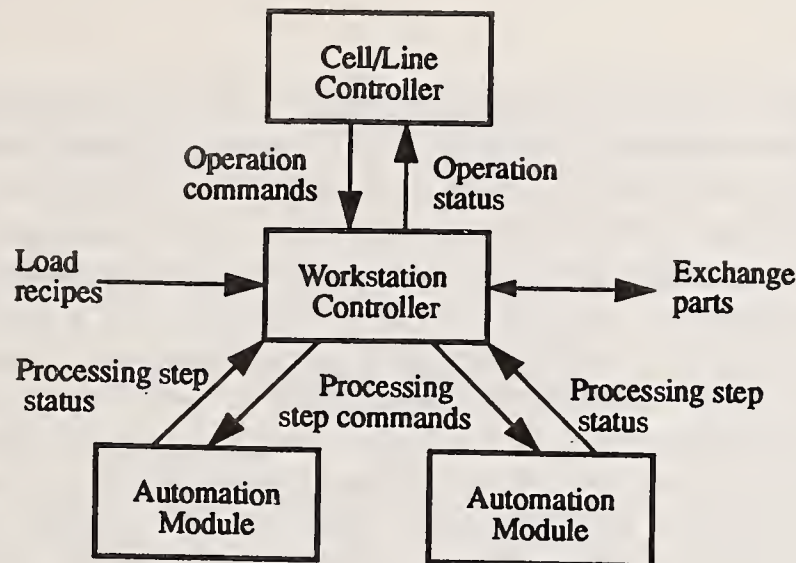 Cell/Line
Controller
Operation
commands
Operation
status
Load
recipes
Workstation
Controller
Exchange
parts
Processing step
status
Processing
step commands
Processing step
status
Automation
Module
Automation
Module